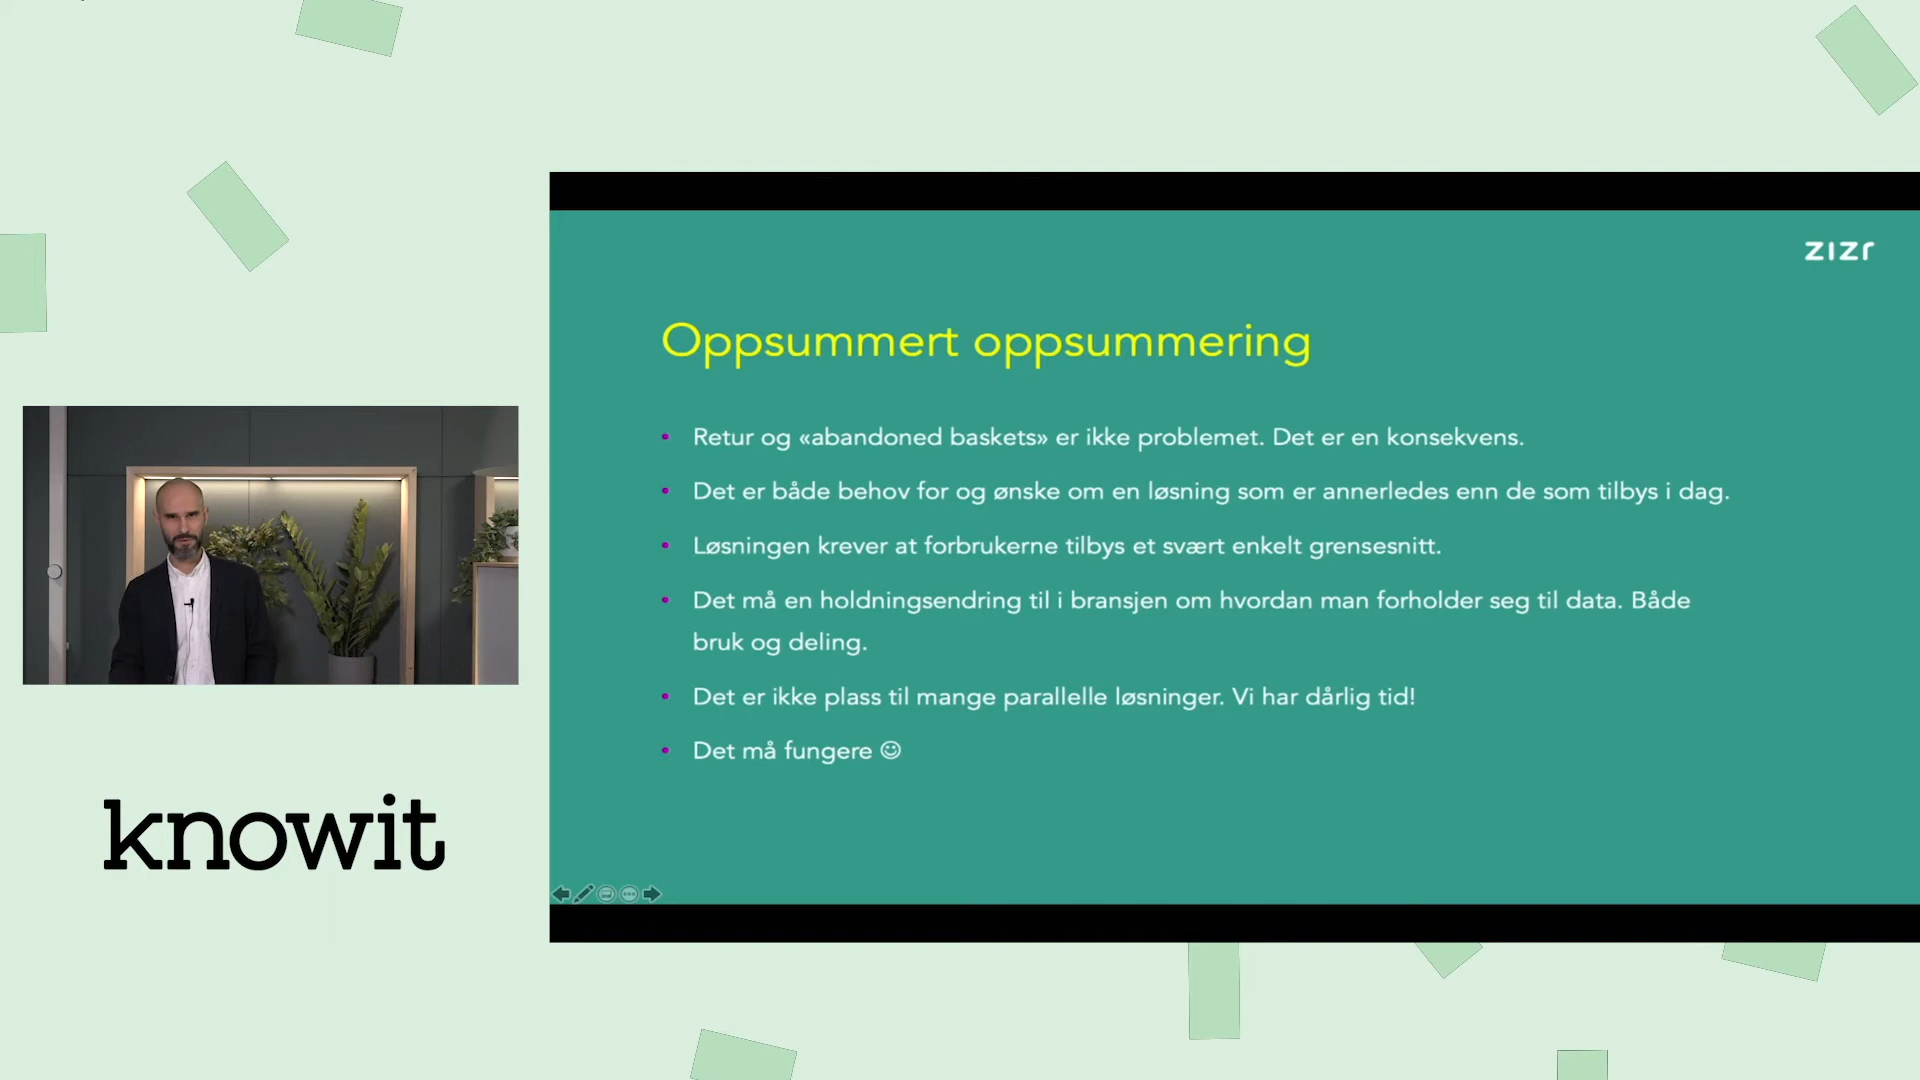 zızr
Oppsummert oppsummering
• Retur og «abandoned baskets» er ikke problemet. Det er en konsekvens.
• Det er både behov for og ønske om en løsning som er annerledes enn de som tilbys i dag.
• Løsningen krever at forbrukerne tilbys et svært enkelt grensesnitt.
• Det må en holdningsendring til i bransjen om hvordan man forholder seg til data. Både
bruk og deling.
• Det er ikke plass til mange parallelle løsninger. Vi har dårlig tid!
• Det må fungere ☺
knowit